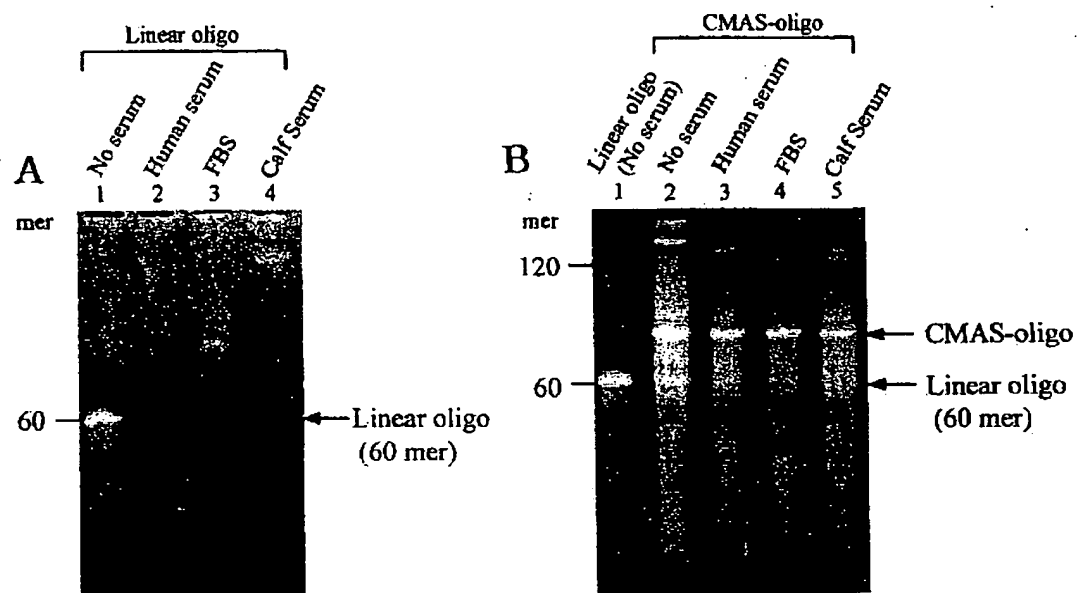 Linear oligo
No serum
Human serum
FBS
Calf Serum
A
1 2 3 4
mer
60
Linear oligo
(60 mer)
CMAS-oligo
Linear oligo
(No serum)
No serum
Human serum
FBS
Calf Serum
B
1 2 3 4 5
mer
120
60
CMAS-oligo
Linear oligo
(60 mer)